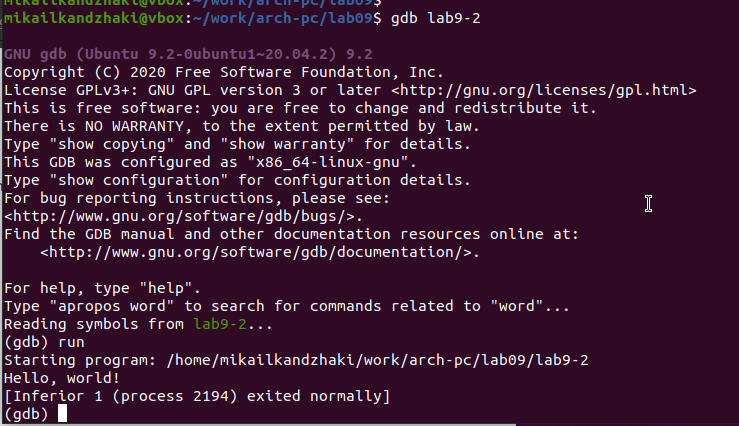 mikailkandzhaki@vbox:~/work/arch-pc/lab09$
mikailkandzhaki@vbox:~/work/arch-pc/lab09$ gdb lab9-2
GNU gdb (Ubuntu 9.2-0ubuntu1~20.04.2) 9.2
Copyright (C) 2020 Free Software Foundation, Inc.
License GPLv3+: GNU GPL version 3 or later <http://gnu.org/licenses/gpl.html>
This is free software: you are free to change and redistribute it.
There is NO WARRANTY, to the extent permitted by law.
Type "show copying" and "show warranty" for details.
This GDB was configured as "x86_64-linux-gnu".
Type "show configuration" for configuration details.
For bug reporting instructions, please see:
<http://www.gnu.org/software/gdb/bugs/>.
Find the GDB manual and other documentation resources online at:
    <http://www.gnu.org/software/gdb/documentation/>.
For help, type "help".
Type "apropos word" to search for commands related to "word"...
Reading symbols from lab9-2...
(gdb) run
Starting program: /home/mikailkandzhaki/work/arch-pc/lab09/lab9-2
Hello, world!
[Inferior 1 (process 2194) exited normally]
(gdb)